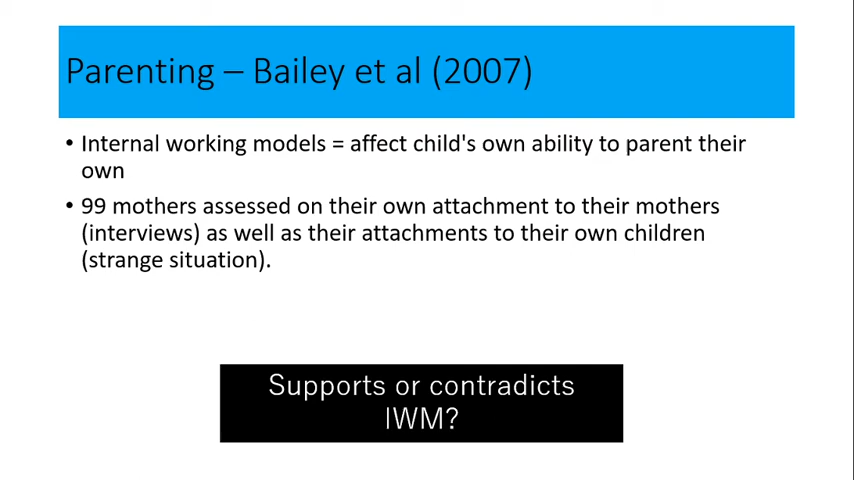 Parenting – Bailey et al (2007)
• Internal working models = affect child's own ability to parent their
own
• 99 mothers assessed on their own attachment to their mothers
(interviews) as well as their attachments to their own children
(strange situation).
Supports or contradicts
IWM?